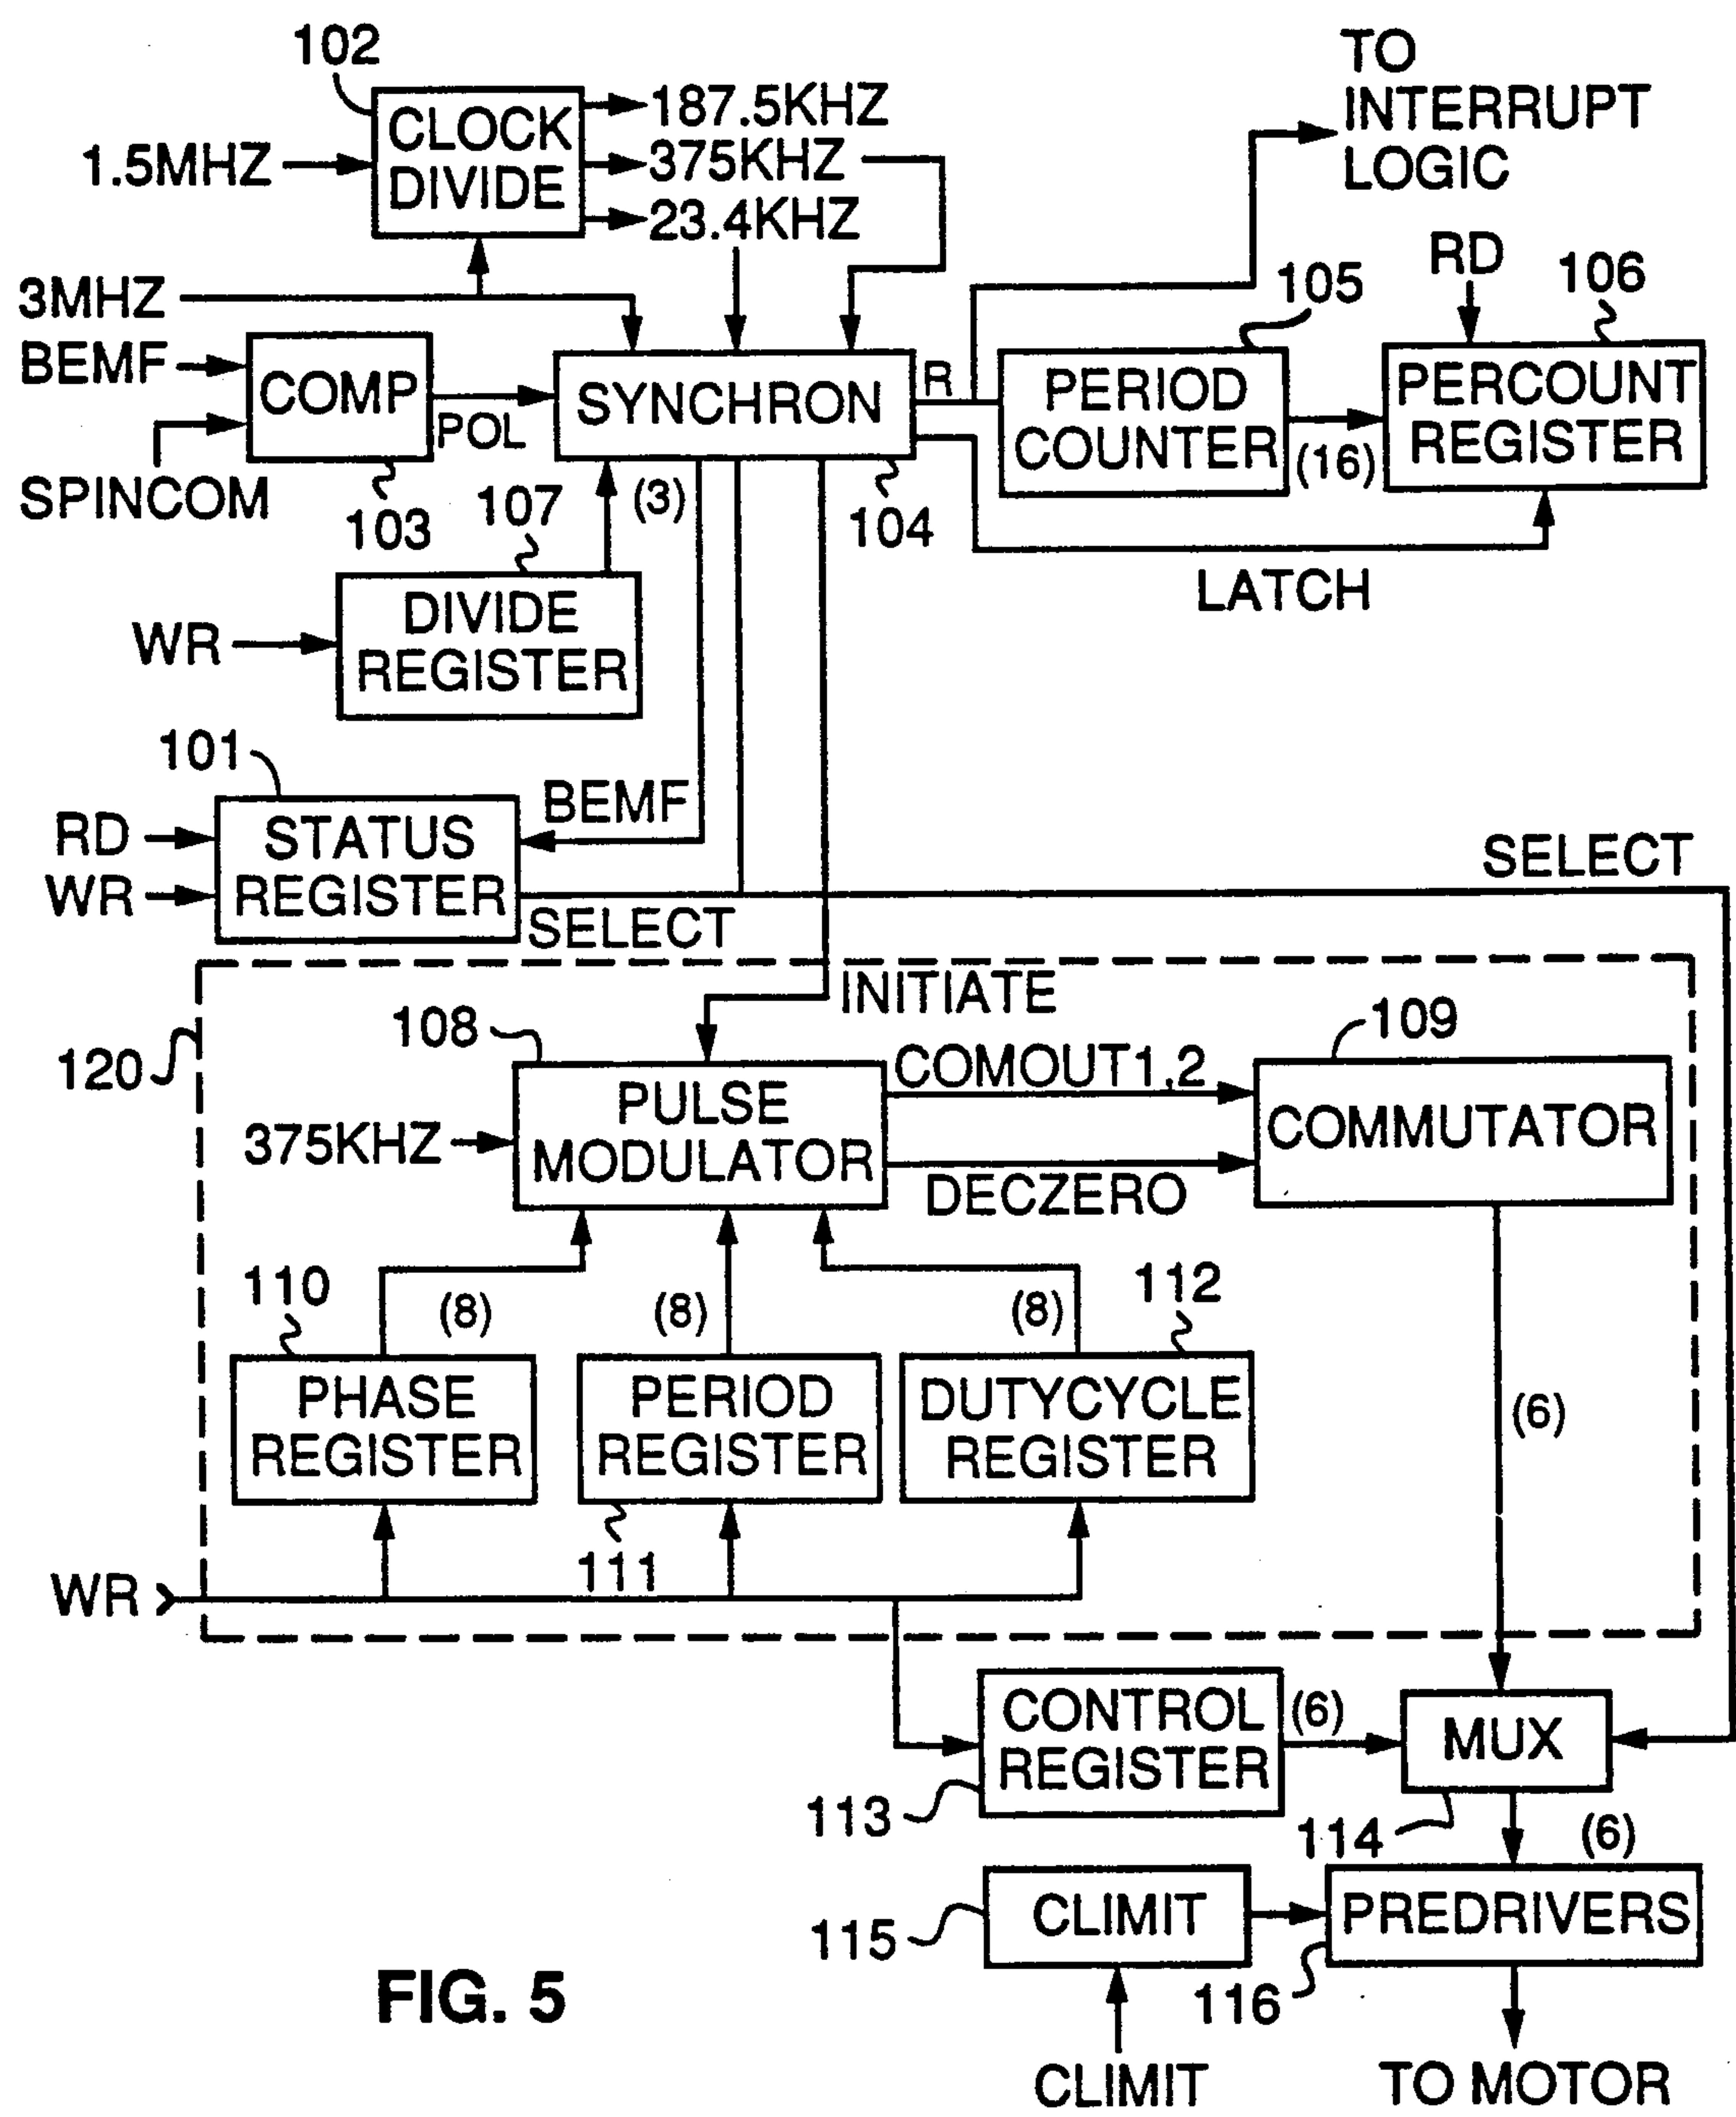 102
CLOCK
DIVIDE
1.5MHZ
187.5KHZ
375KHZ
23.4KHZ
TO
INTERRUPT
LOGIC
3MHZ
BEMF
SPINCOM
COMP
103
POL
SYNCHRON
104
R
105
PERIOD
COUNTER
(16)
RD
106
PERCOUNT
REGISTER
LATCH
107
(3)
WR
DIVIDE
REGISTER
101
RD
WR
STATUS
REGISTER
BEMF
SELECT
SELECT
120
INITIATE
108
375KHZ
PULSE
MODULATOR
COMOUT1,2
DECZERO
109
COMMUTATOR
110
(8)
(8)
(8)
112
PHASE
REGISTER
PERIOD
REGISTER
DUTYCYCLE
REGISTER
(6)
111
WR
CONTROL
REGISTER
(6)
MUX
113
114
(6)
115
CLIMIT
PREDRIVERS
116
CLIMIT
TO MOTOR
FIG. 5